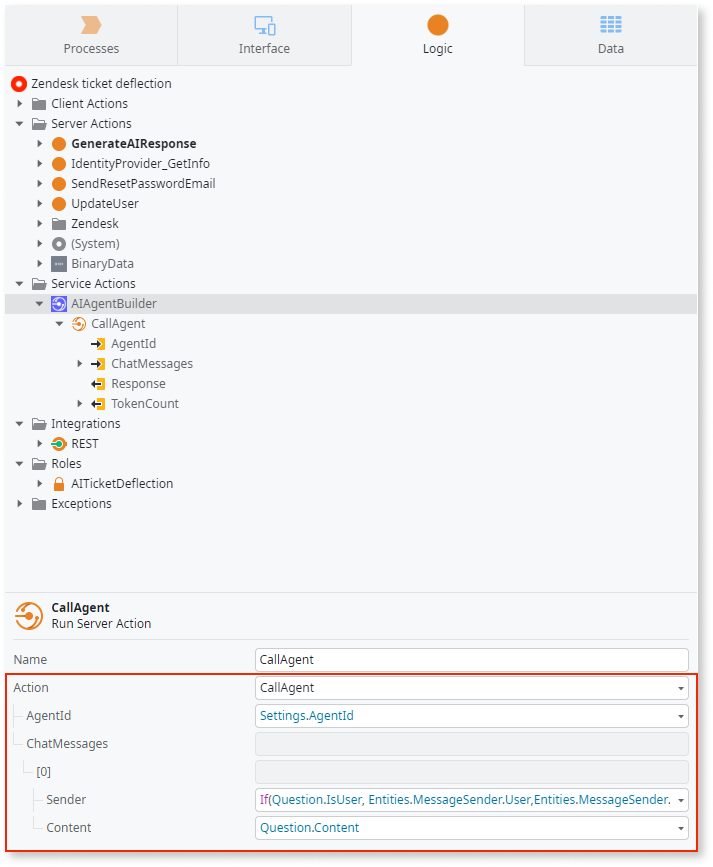 Processes
Interface
Logic
Data
Zendesk ticket deflection
Client Actions
Server Actions
GenerateAIResponse
IdentityProvider_GetInfo
SendResetPasswordEmail
UpdateUser
Zendesk
(System)
BinaryData
Service Actions
AIAgentBuilder
CallAgent
AgentId
ChatMessages
Response
TokenCount
Integrations
REST
Roles
AITicketDeflection
Exceptions
CallAgent
Run Server Action
Name CallAgent
Action CallAgent
AgentId Settings.AgentId
ChatMessages
[0]
Sender If(Question.IsUser, Entities.MessageSender.User,Entities.MessageSender.
Content Question.Content